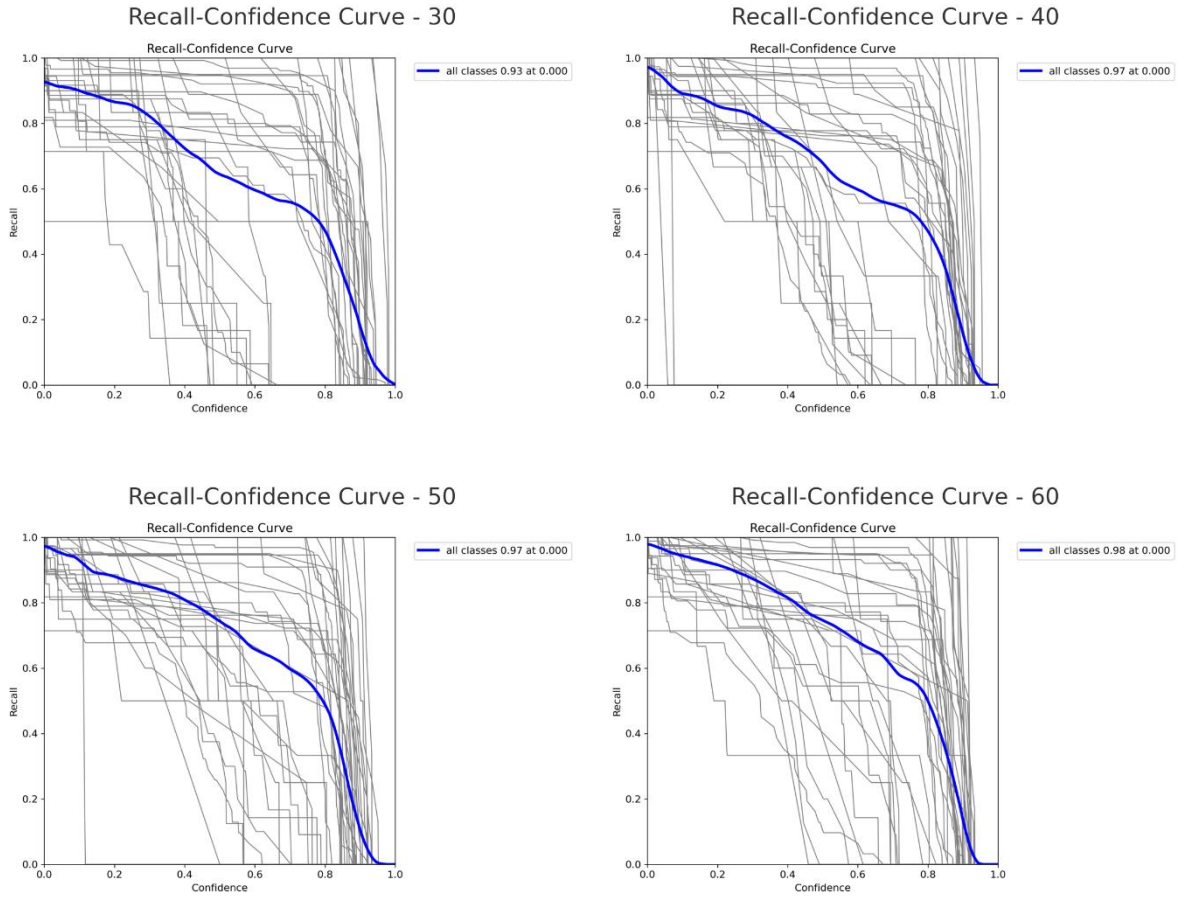 Recall-Confidence Curve - 30
Recall-Confidence Curve
1.0
0.8
0.6
0.4
0.2
0.0
Recall
0.0 0.2 0.4 0.6 0.8 1.0
Confidence
all classes 0.93 at 0.000
Recall-Confidence Curve - 40
Recall-Confidence Curve
1.0
0.8
0.6
0.4
0.2
0.0
Recall
0.0 0.2 0.4 0.6 0.8 1.0
Confidence
all classes 0.97 at 0.000
Recall-Confidence Curve - 50
Recall-Confidence Curve
1.0
0.8
0.6
0.4
0.2
0.0
Recall
0.0 0.2 0.4 0.6 0.8 1.0
Confidence
all classes 0.97 at 0.000
Recall-Confidence Curve - 60
Recall-Confidence Curve
1.0
0.8
0.6
0.4
0.2
0.0
Recall
0.0 0.2 0.4 0.6 0.8 1.0
Confidence
all classes 0.98 at 0.000